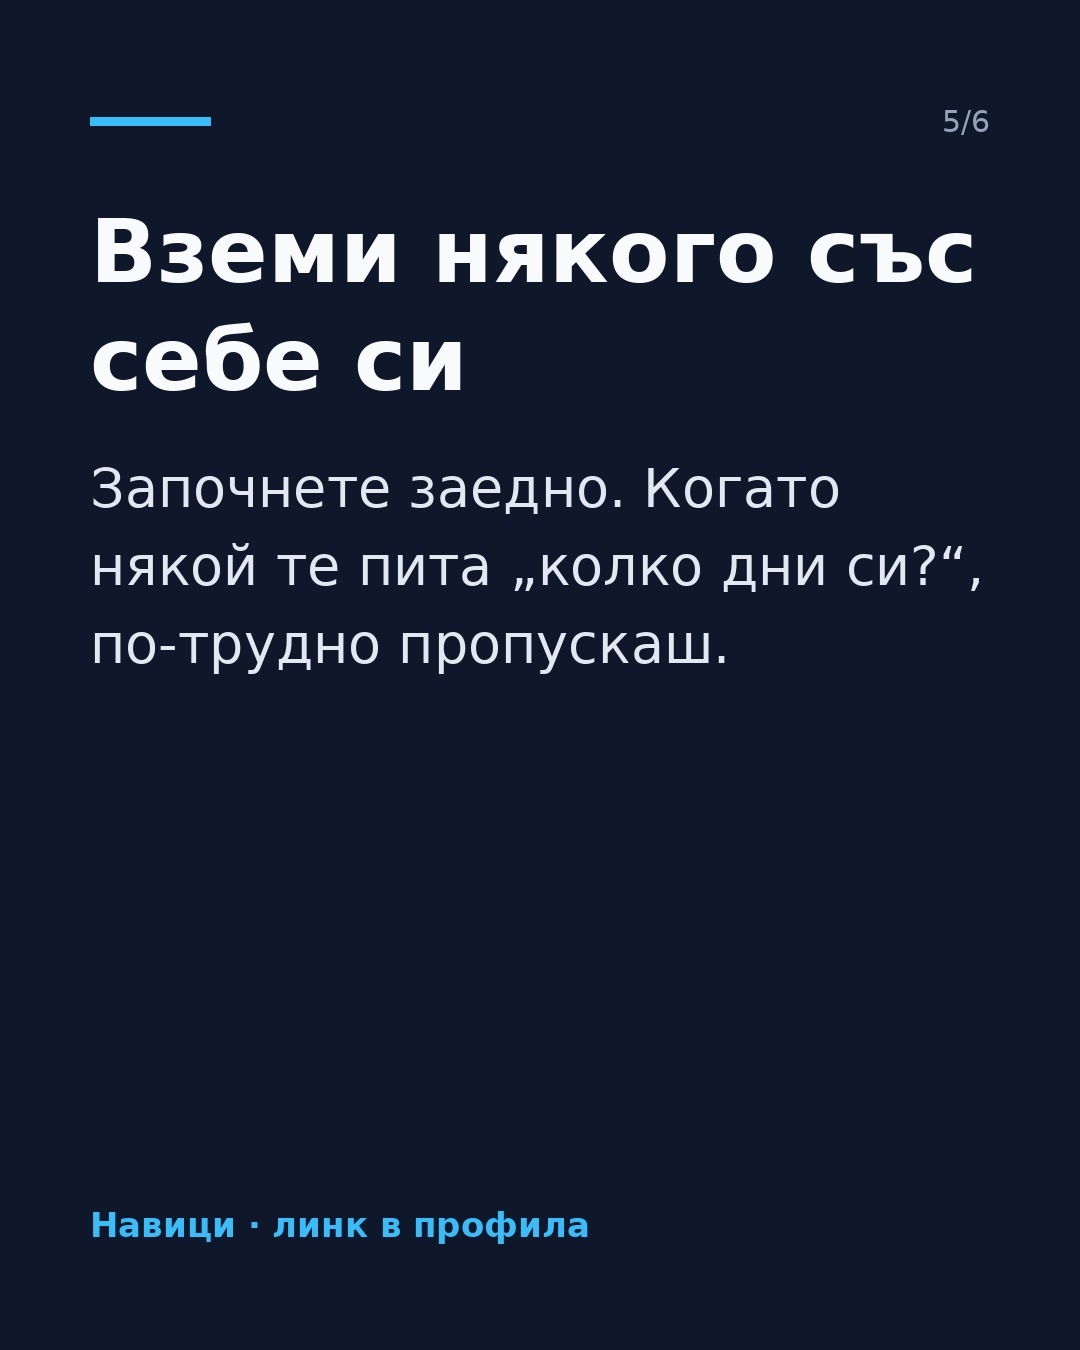 5/6
Вземи някого със
себе си
Започнете заедно. Когато
някой те пита „колко дни си?“,
по-трудно пропускаш.
Навици · линк в профила